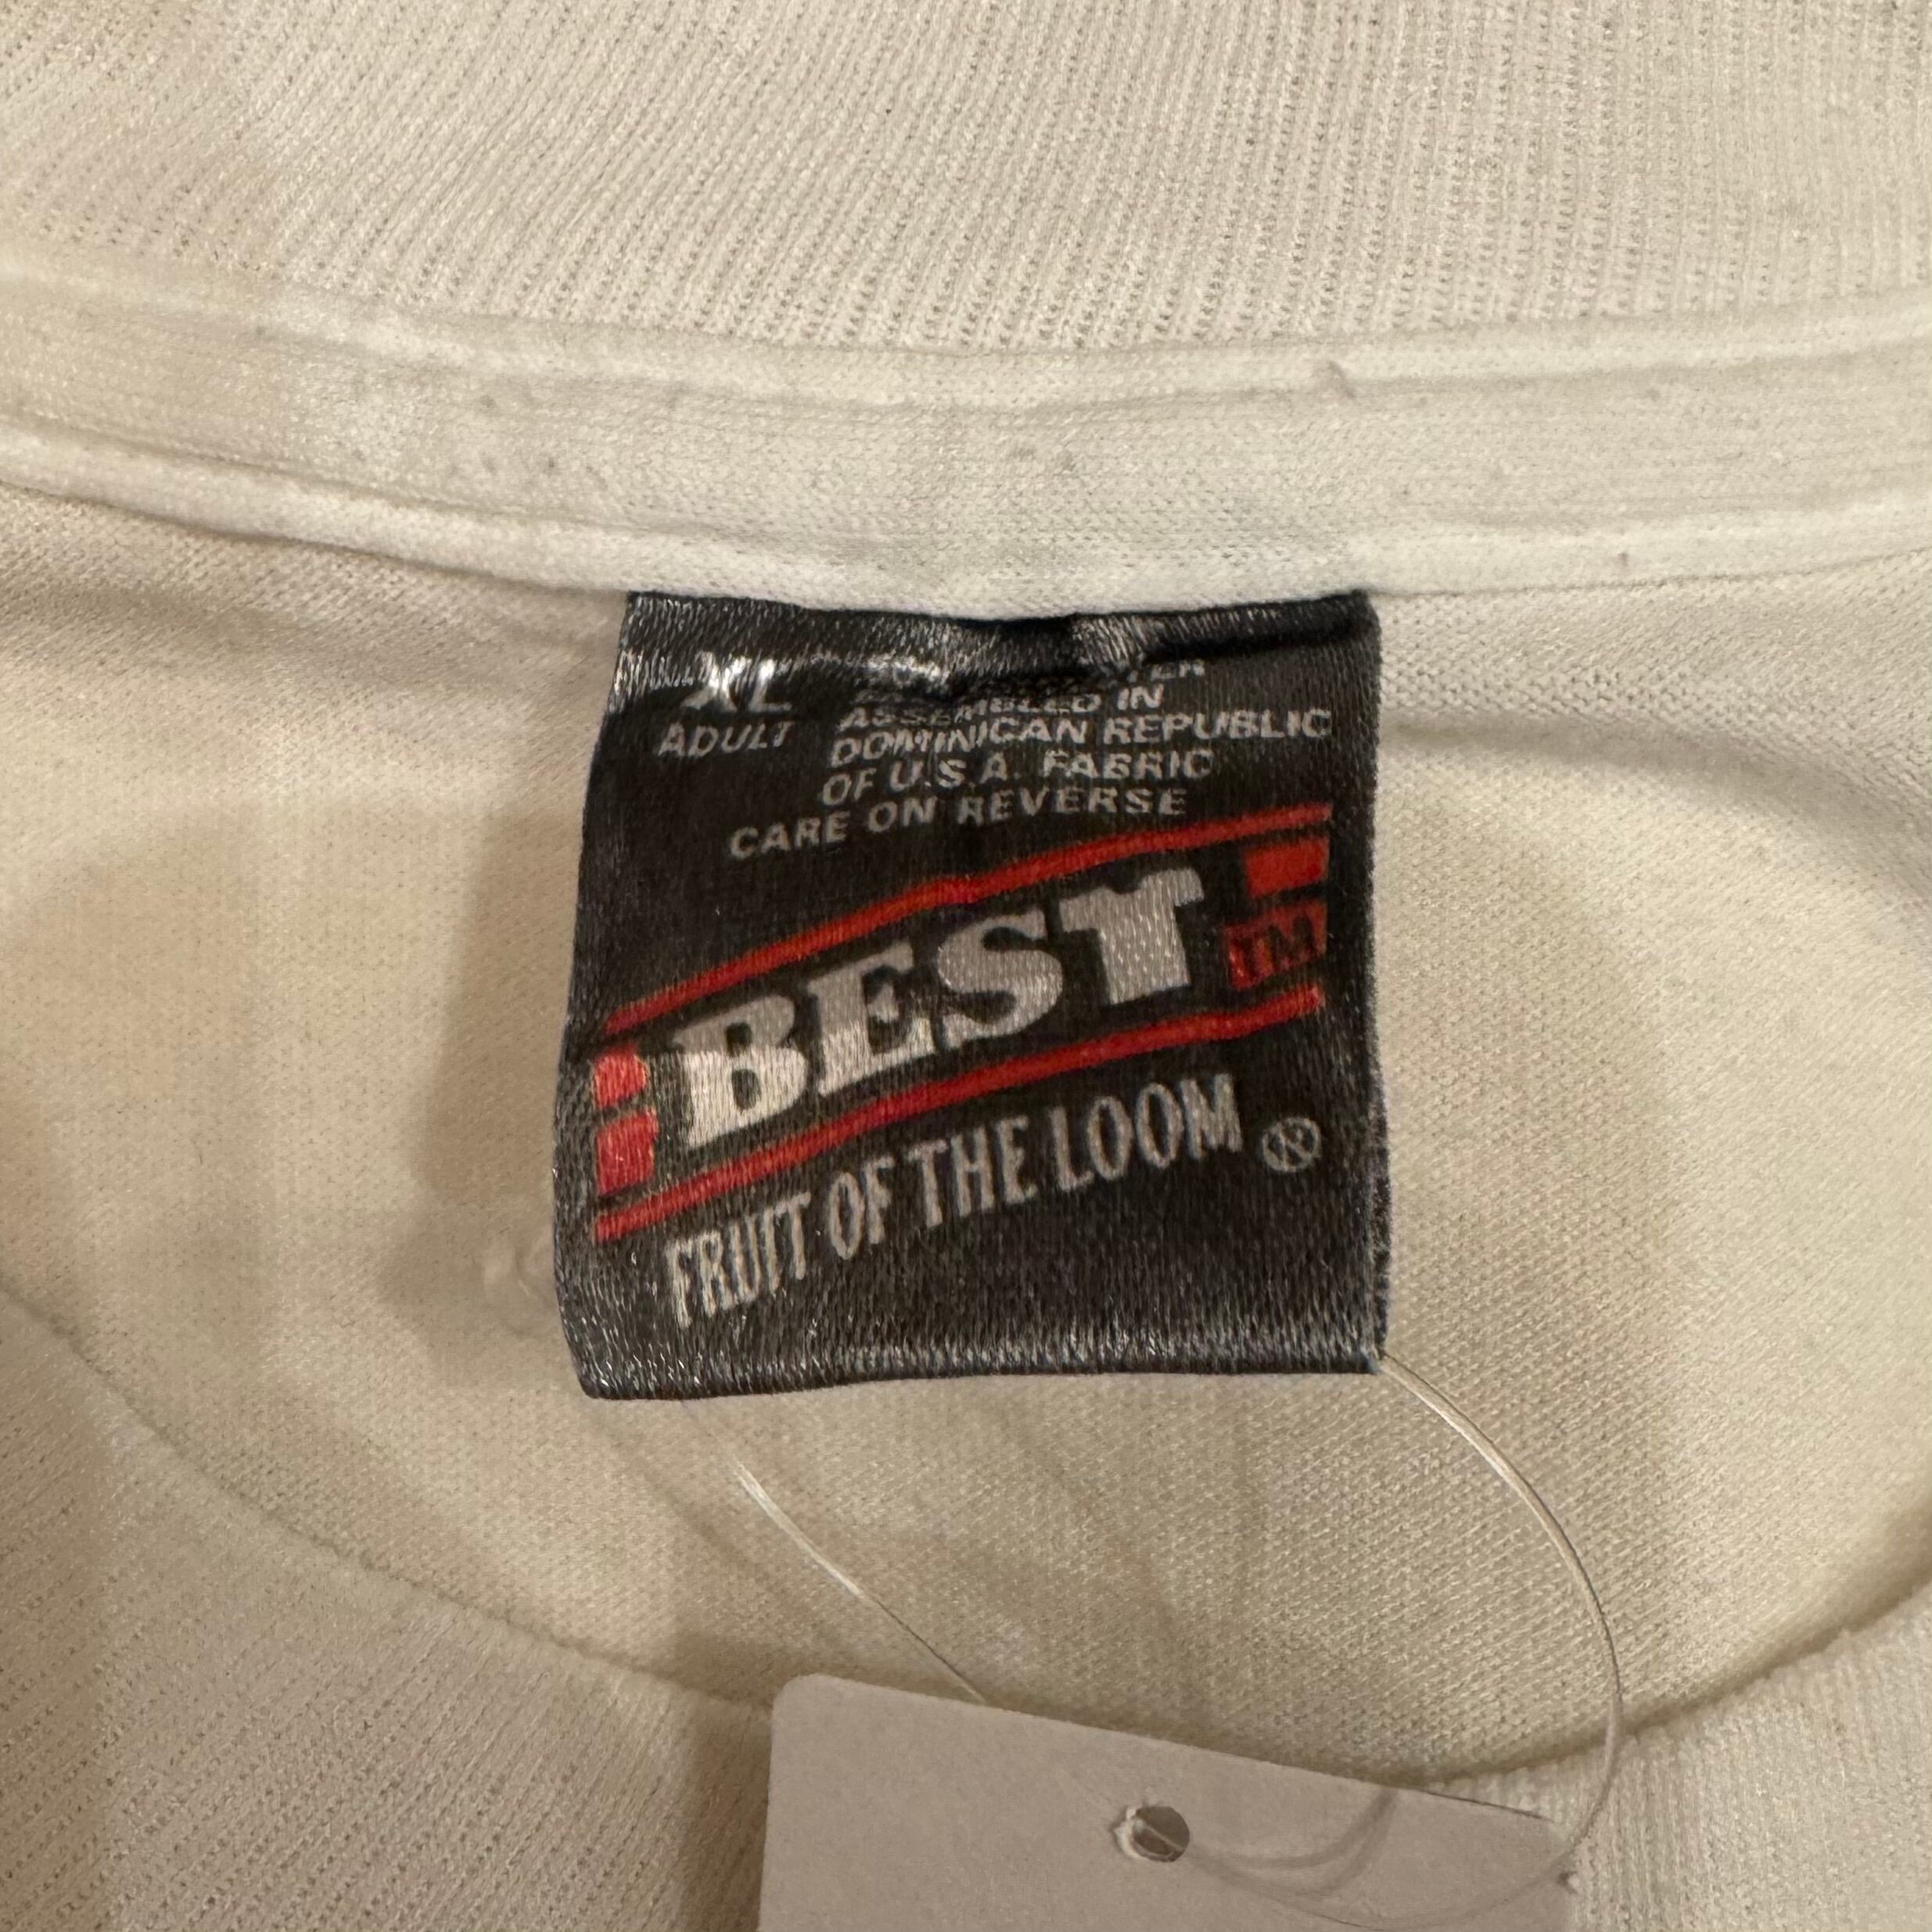 XL
ADULT
ASSEMBLED IN
DOMINICAN REPUBLIC
OF U.S.A. FABRIC
CARE ON REVERSE
BEST
TM
FRUIT OF THE LOOM ®